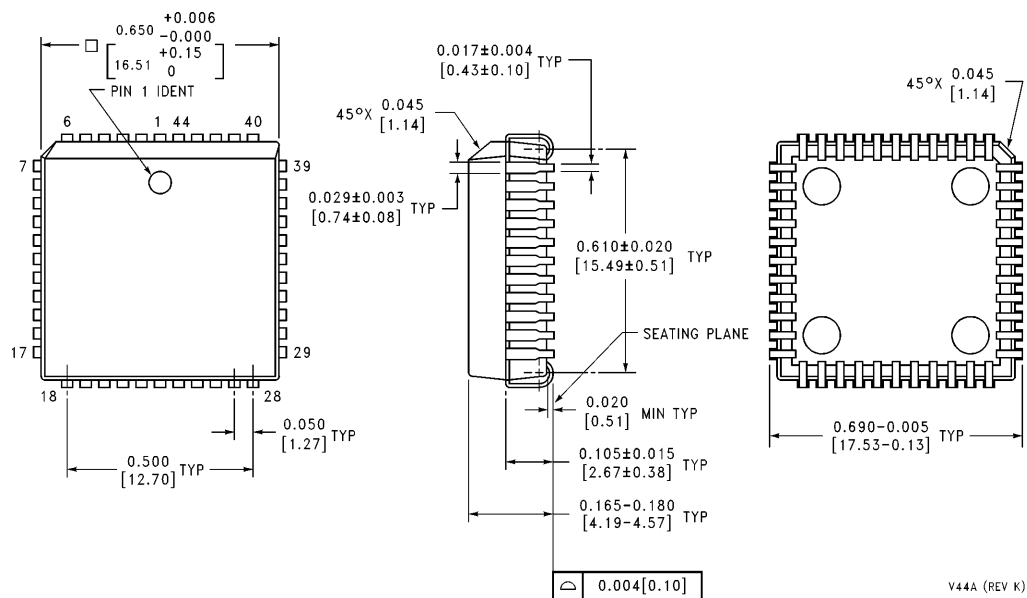 0.650 +0.006 -0.000
[16.51 +0.15 0]
PIN 1 IDENT
6 1 44 40
7 39
17 29
18 28
0.050
[1.27] TYP
0.500
[12.70] TYP
0.017±0.004
[0.43±0.10] TYP
45°X 0.045
[1.14]
0.029±0.003
[0.74±0.08] TYP
0.610±0.020
[15.49±0.51] TYP
SEATING PLANE
0.020
[0.51] MIN TYP
0.105±0.015
[2.67±0.38] TYP
0.165-0.180
[4.19-4.57] TYP
0.004[0.10]
45°X 0.045
[1.14]
0.690-0.005
[17.53-0.13] TYP
V44A (REV K)